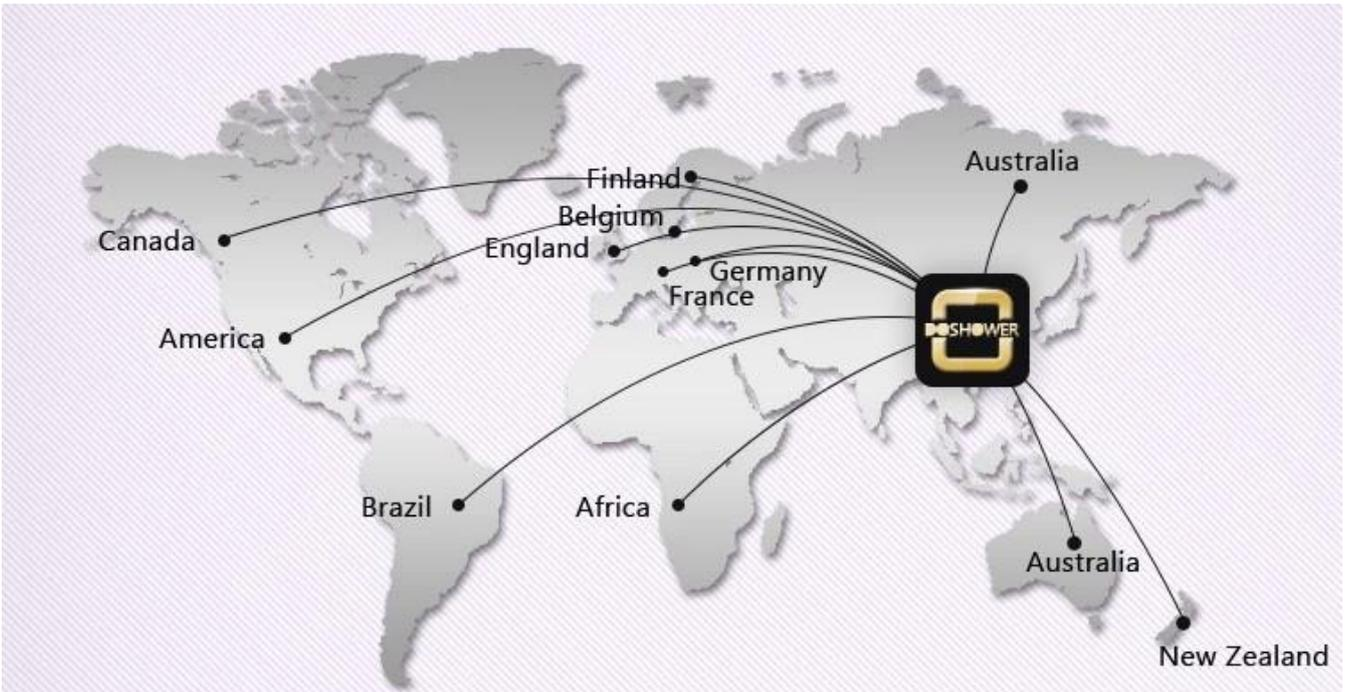 Australia
Finland
Belgium
Canada
England
Germany
France
DOSHOWER
America
Brazil
Africa
Australia
New Zealand